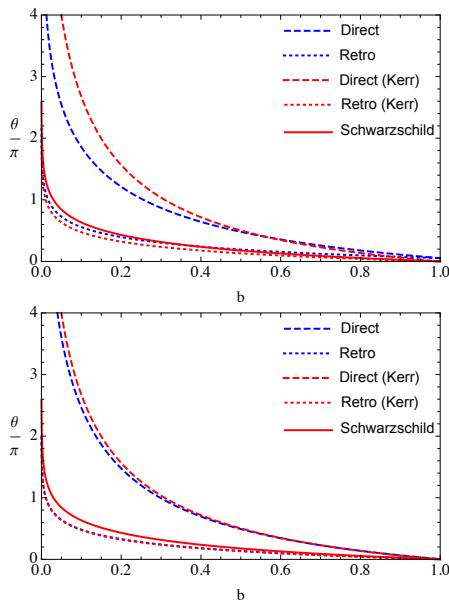 4
Direct
Retro
3
Direct (Kerr)
Retro (Kerr)
θ/π
2
Schwarzschild
1
0
0.0 0.2 0.4 0.6 0.8 1.0
b
4
Direct
Retro
3
Direct (Kerr)
Retro (Kerr)
θ/π
2
Schwarzschild
1
0
0.0 0.2 0.4 0.6 0.8 1.0
b